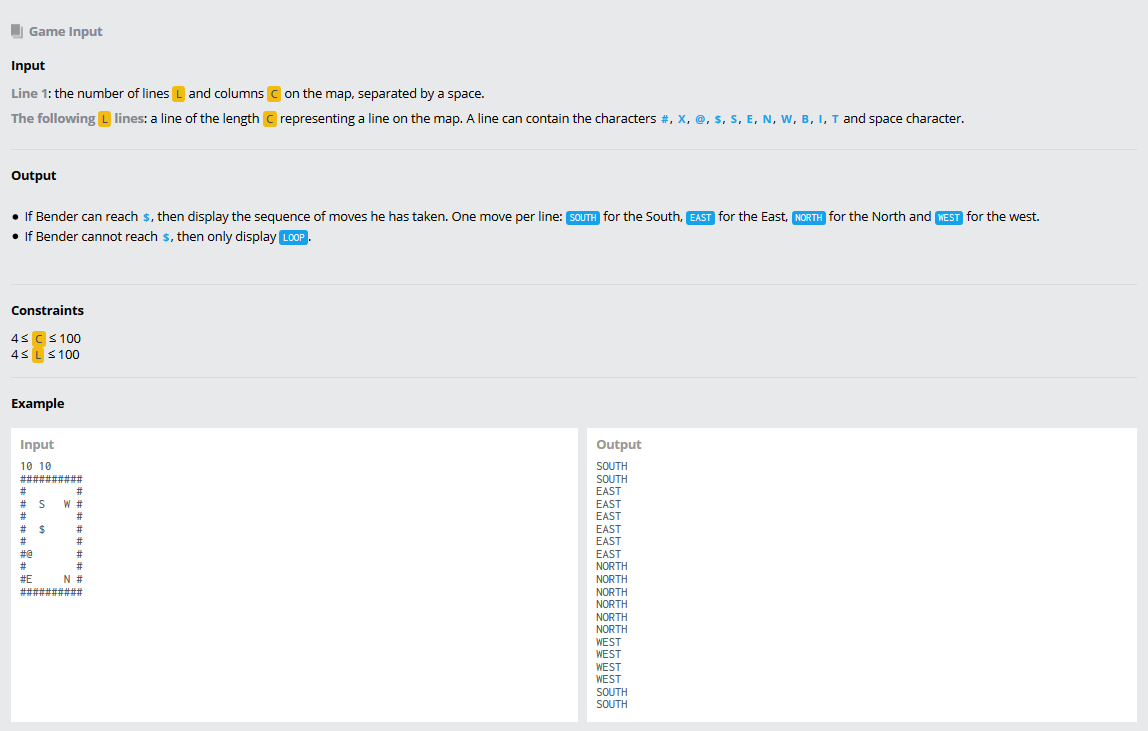 Game Input
Input
Line 1: the number of lines L and columns C on the map, separated by a space.
The following L lines: a line of the length C representing a line on the map. A line can contain the characters #, X, @, $, S, E, N, W, B, I, T and space character.
Output
• If Bender can reach $, then display the sequence of moves he has taken. One move per line: SOUTH for the South, EAST for the East, NORTH for the North and WEST for the west.
• If Bender cannot reach $, then only display LOOP.
Constraints
4 ≤ C ≤ 100
4 ≤ L ≤ 100
Example
Input
10 10
##########
#        #
#  S   W #
#        #
#  $     #
#        #
#@       #
#        #
#E     N #
##########
Output
SOUTH
SOUTH
EAST
EAST
EAST
EAST
EAST
EAST
NORTH
NORTH
NORTH
NORTH
NORTH
NORTH
WEST
WEST
WEST
WEST
SOUTH
SOUTH